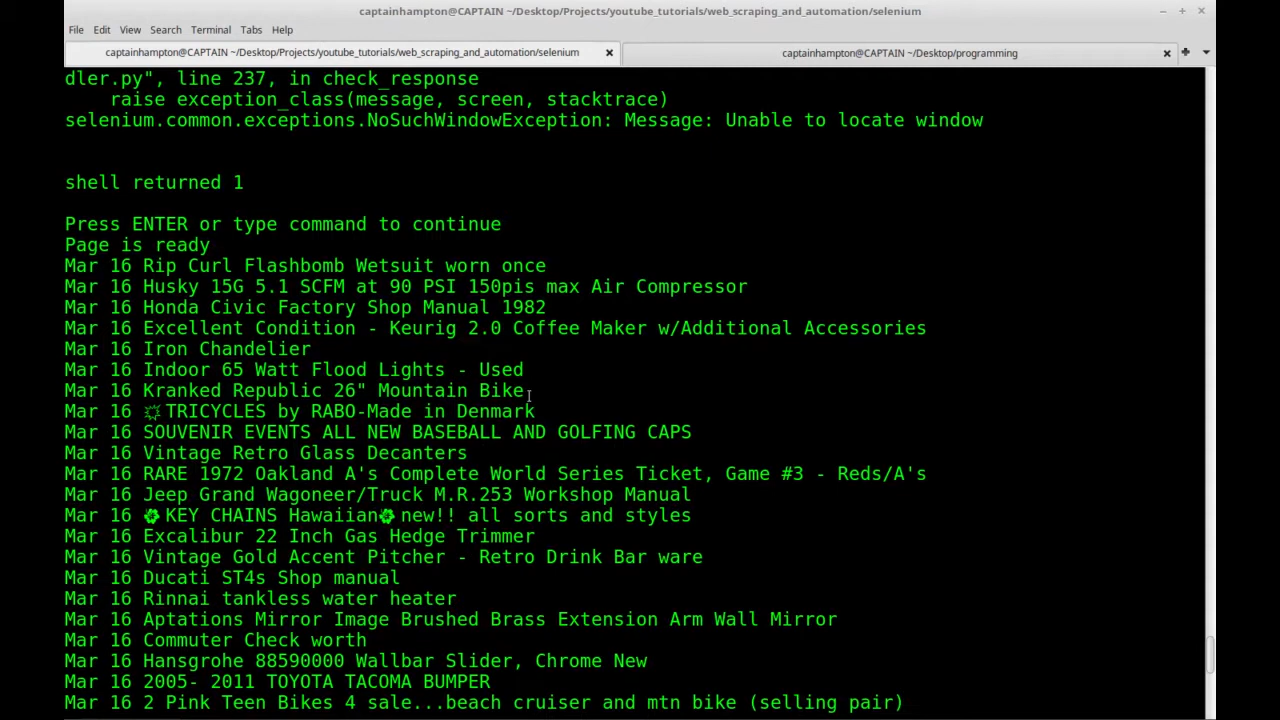 captainhampton@CAPTAIN ~/Desktop/Projects/youtube_tutorials/web_scraping_and_automation/selenium
File Edit View Search Terminal Tabs Help
captainhampton@CAPTAIN ~/Desktop/Projects/youtube_tutorials/web_scraping_and_automation/selenium
captainhampton@CAPTAIN ~/Desktop/programming
dler.py", line 237, in check_response
raise exception_class(message, screen, stacktrace)
selenium.common.exceptions.NoSuchWindowException: Message: Unable to locate window
shell returned 1
Press ENTER or type command to continue
Page is ready
Mar 16 Rip Curl Flashbomb Wetsuit worn once
Mar 16 Husky 15G 5.1 SCFM at 90 PSI 150pis max Air Compressor
Mar 16 Honda Civic Factory Shop Manual 1982
Mar 16 Excellent Condition - Keurig 2.0 Coffee Maker w/Additional Accessories
Mar 16 Iron Chandelier
Mar 16 Indoor 65 Watt Flood Lights - Used
Mar 16 Kranked Republic 26" Mountain Bike
Mar 16 💥TRICYCLES by RABO-Made in Denmark
Mar 16 SOUVENIR EVENTS ALL NEW BASEBALL AND GOLFING CAPS
Mar 16 Vintage Retro Glass Decanters
Mar 16 RARE 1972 Oakland A's Complete World Series Ticket, Game #3 - Reds/A's
Mar 16 Jeep Grand Wagoneer/Truck M.R.253 Workshop Manual
Mar 16 🌺KEY CHAINS Hawaiian🌺new!! all sorts and styles
Mar 16 Excalibur 22 Inch Gas Hedge Trimmer
Mar 16 Vintage Gold Accent Pitcher - Retro Drink Bar ware
Mar 16 Ducati ST4s Shop manual
Mar 16 Rinnai tankless water heater
Mar 16 Aptations Mirror Image Brushed Brass Extension Arm Wall Mirror
Mar 16 Commuter Check worth
Mar 16 Hansgrohe 88590000 Wallbar Slider, Chrome New
Mar 16 2005- 2011 TOYOTA TACOMA BUMPER
Mar 16 2 Pink Teen Bikes 4 sale...beach cruiser and mtn bike (selling pair)